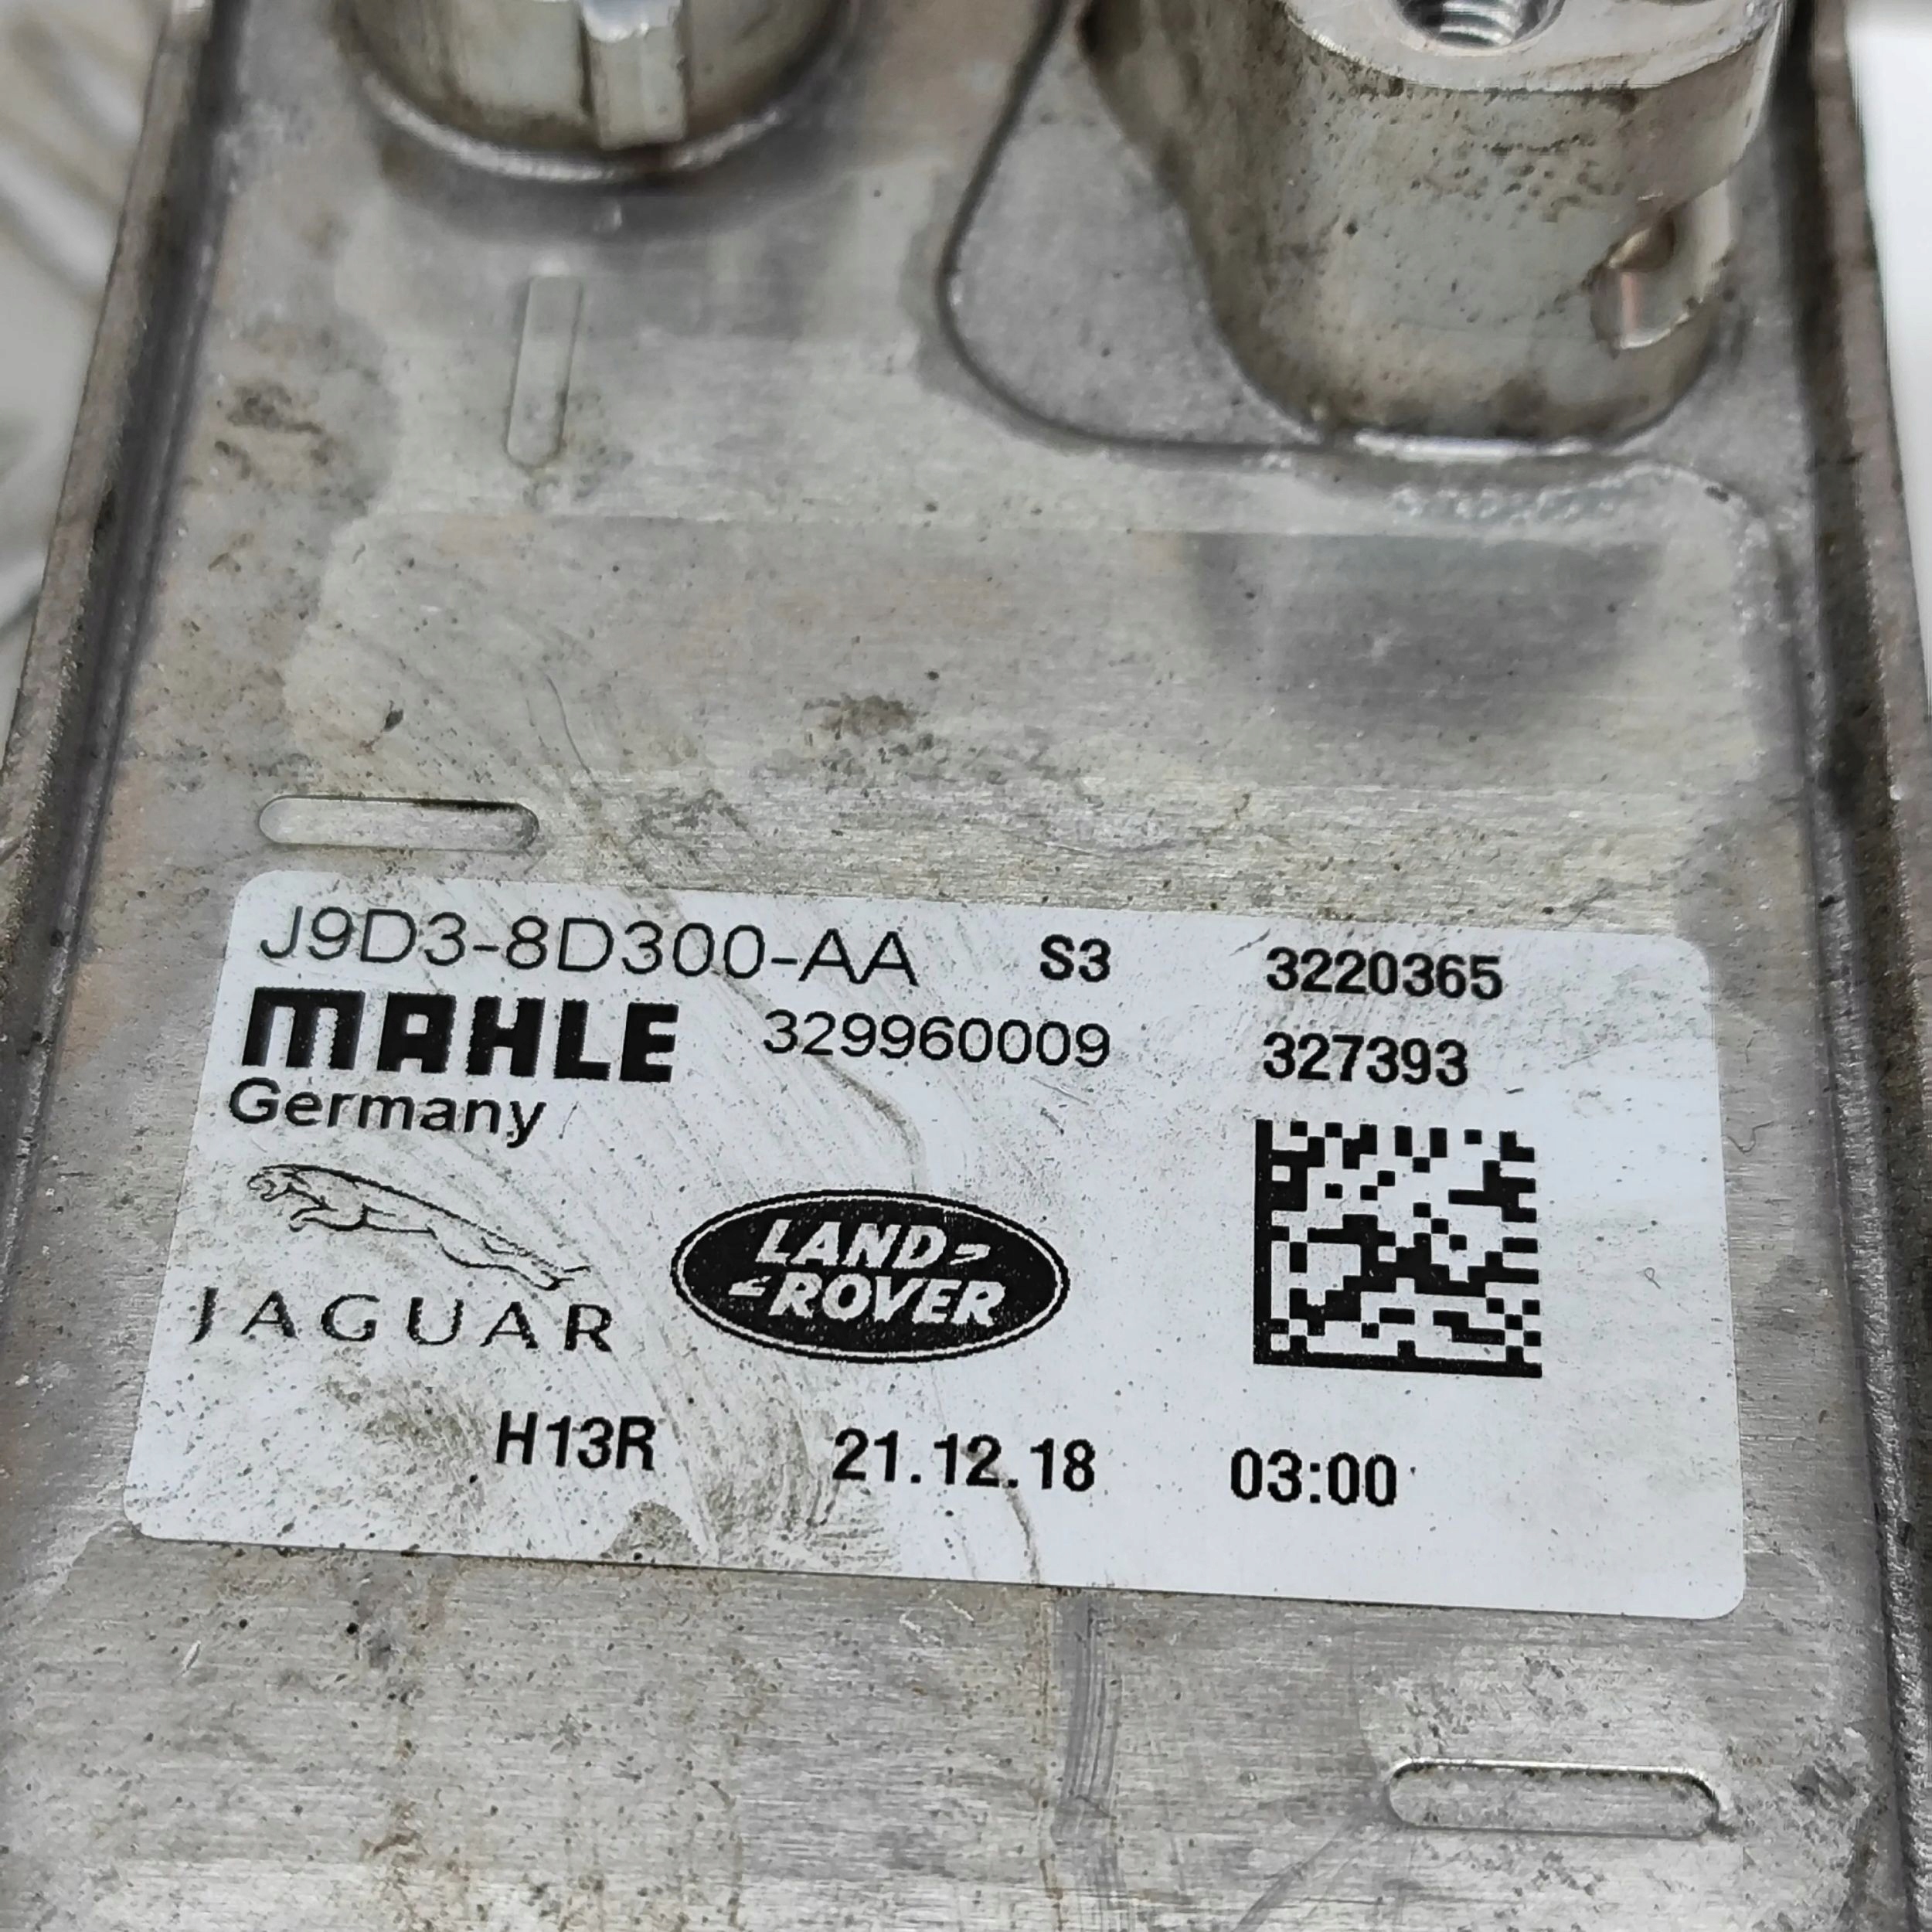 J9D3-8D300-AA S3 3220365
MAHLE 329960009 327393
Germany
JAGUAR LAND ROVER
H13R 21.12.18 03:00